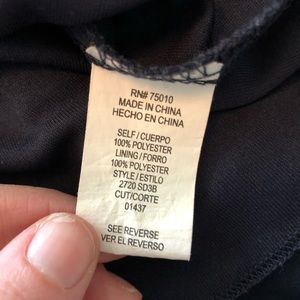 RN# 75010
MADE IN CHINA
HECHO EN CHINA
SELF / CUERPO
100% POLYESTER
LINING / FORRO
100% POLYESTER
STYLE / ESTILO
2720 SD3B
CUT/CORTE
01437
SEE REVERSE
VER EL REVERSO